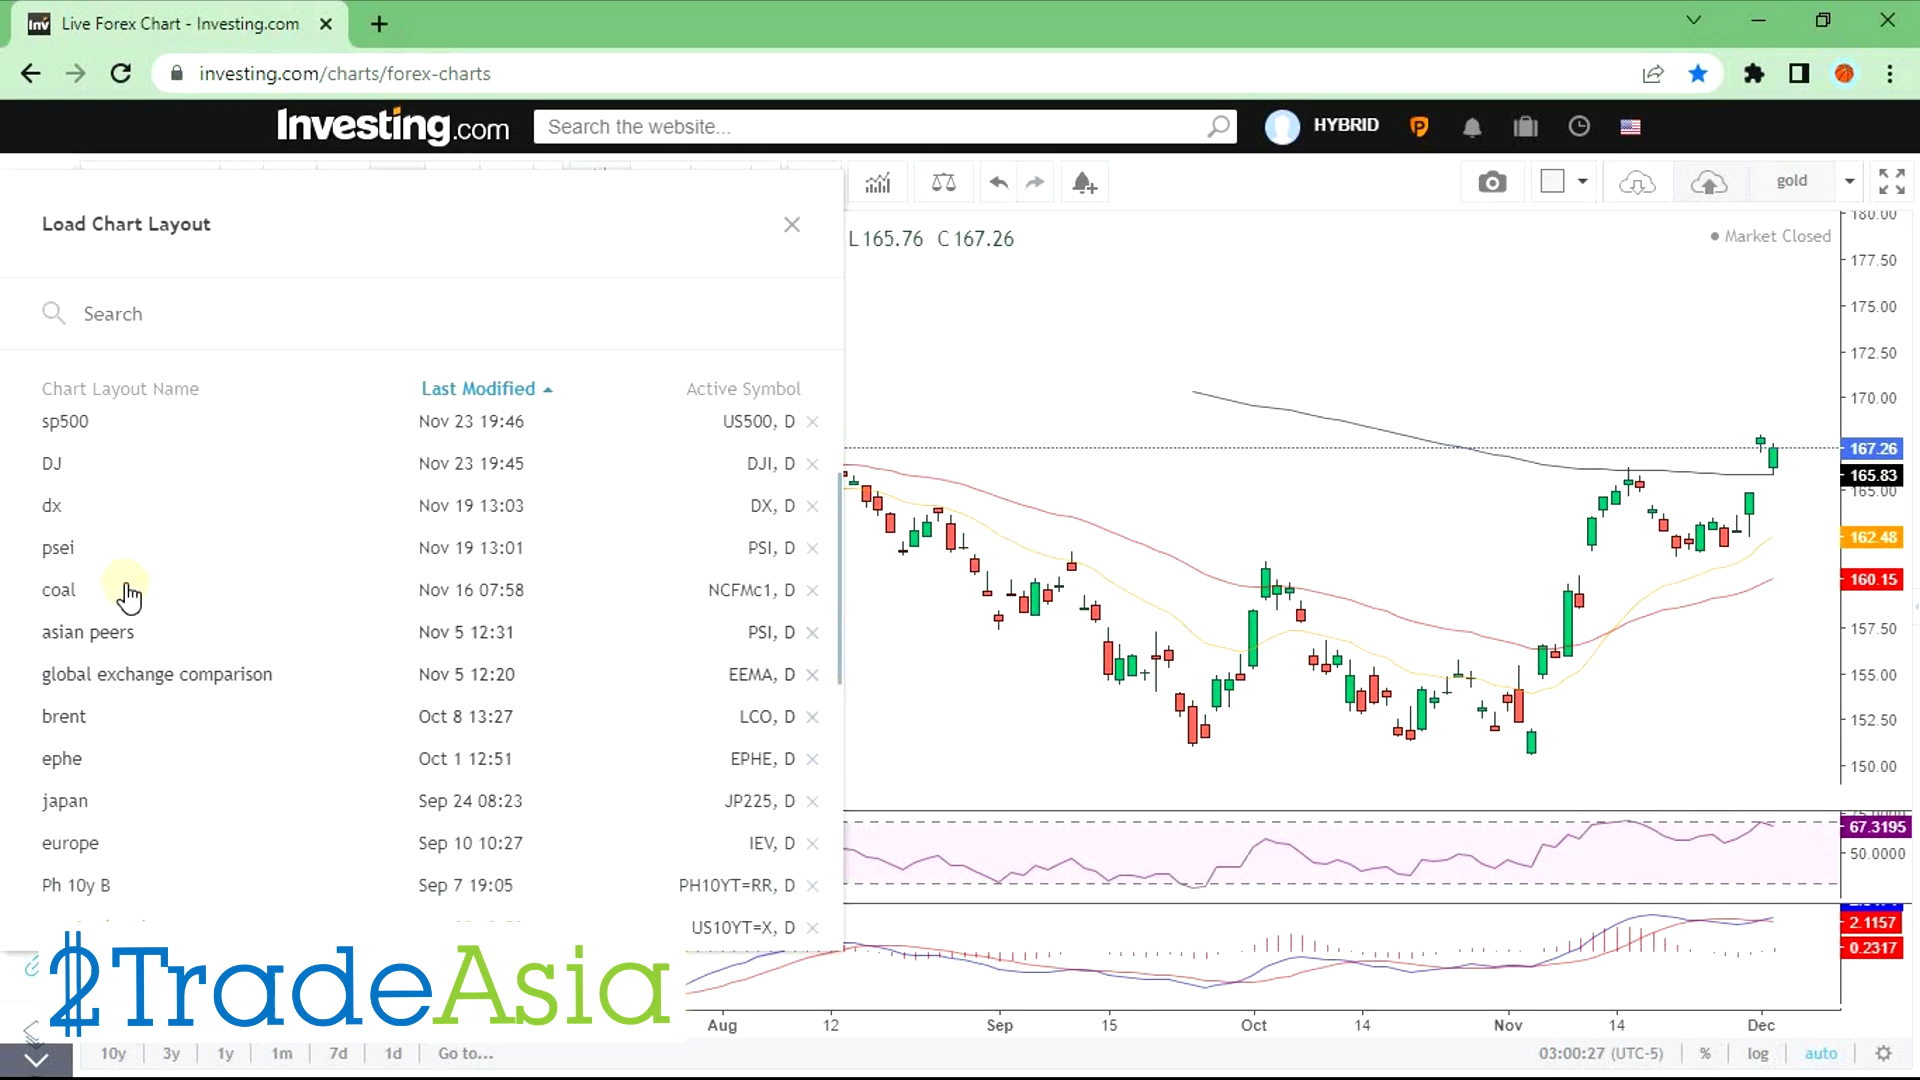 Inv Live Forex Chart - Investing.com
investing.com/charts/forex-charts
Investing.com
Search the website...
HYBRID
P
gold
Load Chart Layout
L 165.76 C 167.26
Market Closed
Search
Chart Layout Name Last Modified Active Symbol
sp500 Nov 23 19:46 US500, D
DJ Nov 23 19:45 DJI, D
dx Nov 19 13:03 DX, D
psei Nov 19 13:01 PSI, D
coal Nov 16 07:58 NCFMc1, D
asian peers Nov 5 12:31 PSI, D
global exchange comparison Nov 5 12:20 EEMA, D
brent Oct 8 13:27 LCO, D
ephe Oct 1 12:51 EPHE, D
japan Sep 24 08:23 JP225, D
europe Sep 10 10:27 IEV, D
Ph 10y B Sep 7 19:05 PH10YT=RR, D
US10YT=X, D
180.00
177.50
175.00
172.50
170.00
167.26
165.83
165.00
162.48
160.15
157.50
155.00
152.50
150.00
67.3195
50.0000
2.1157
0.2317
2TradeAsia
Aug 12 Sep 15 Oct 14 Nov 14 Dec
10y 3y 1y 1m 7d 1d Go to...
03:00:27 (UTC-5) % log auto